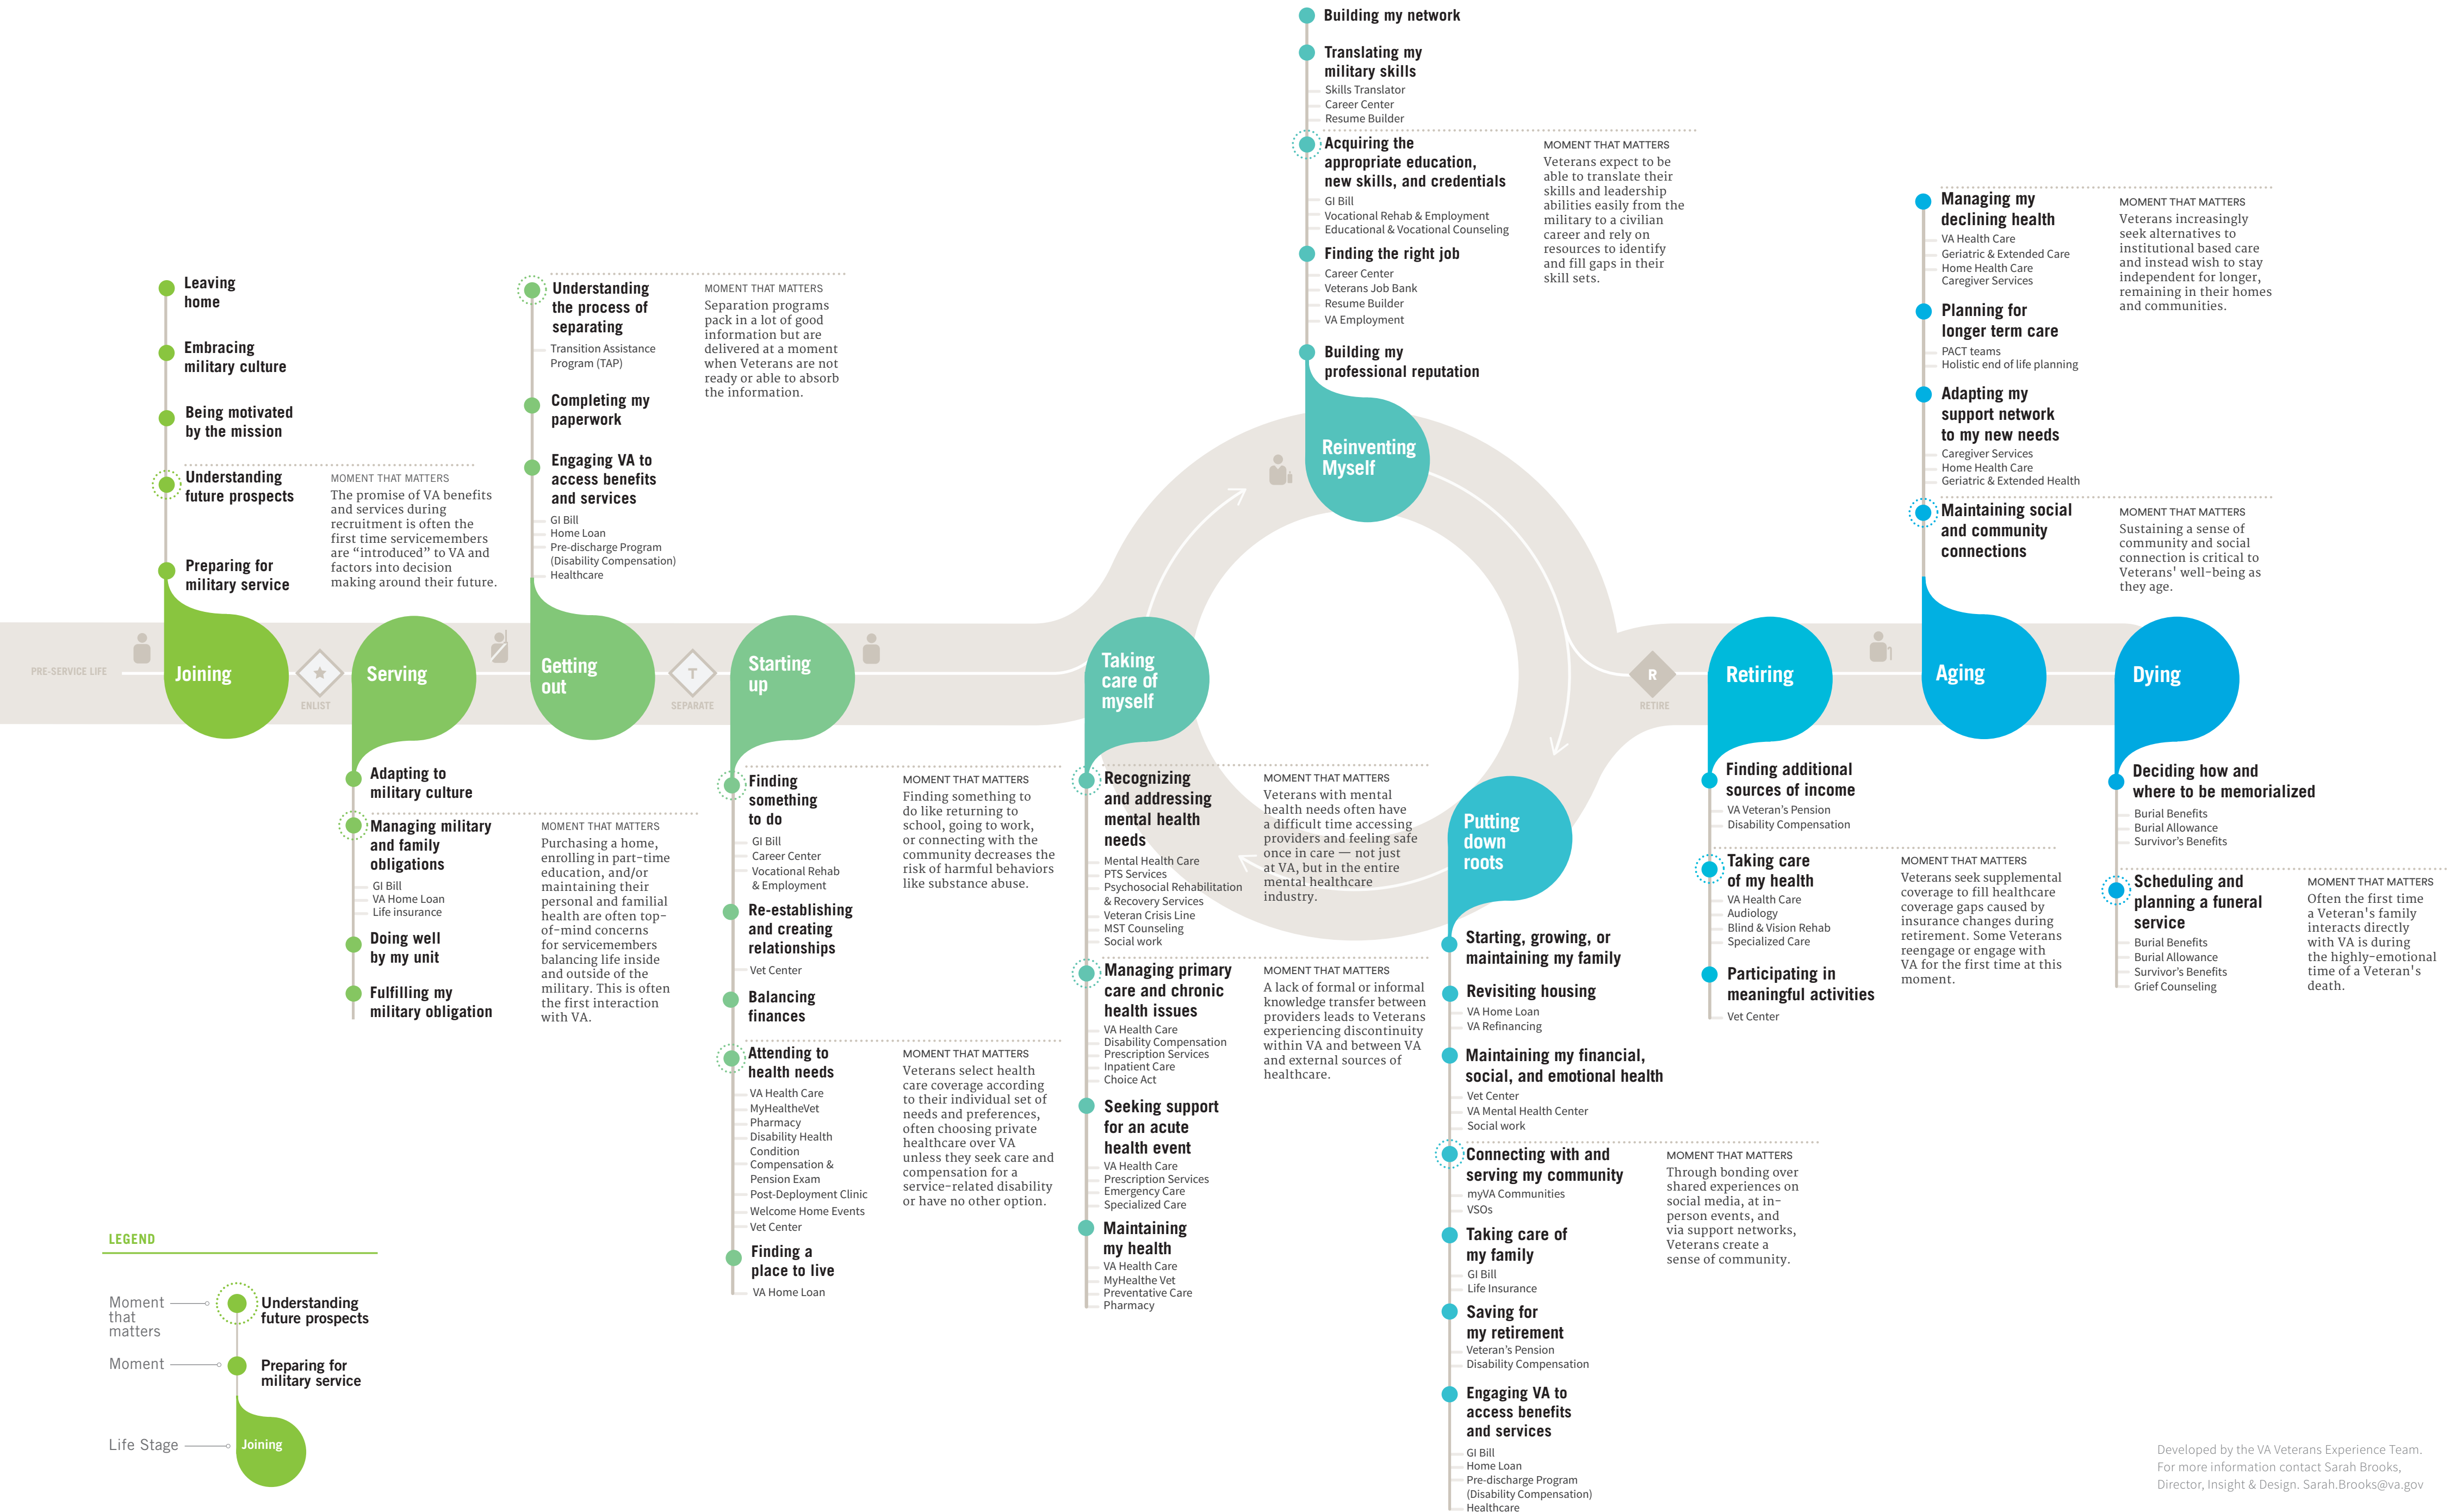 PRE-SERVICE LIFE
Leaving
home
Embracing
military culture
Being motivated
by the mission
Understanding
future prospects
MOMENT THAT MATTERS
The promise of VA benefits
and services during
recruitment is often the
first time servicemembers
are “introduced” to VA and
factors into decision
making around their future.
Preparing for
military service
Joining
ENLIST
Serving
Adapting to
military culture
Managing military
and family
obligations
GI Bill
VA Home Loan
Life insurance
MOMENT THAT MATTERS
Purchasing a home,
enrolling in part-time
education, and/or
maintaining their
personal and familial
health are often top-
of-mind concerns
for servicemembers
balancing life inside
and outside of the
military. This is often
the first interaction
with VA.
Doing well
by my unit
Fulfilling my
military obligation
Understanding
the process of
separating
Transition Assistance
Program (TAP)
MOMENT THAT MATTERS
Separation programs
pack in a lot of good
information but are
delivered at a moment
when Veterans are not
ready or able to absorb
the information.
Completing my
paperwork
Engaging VA to
access benefits
and services
GI Bill
Home Loan
Pre-discharge Program
(Disability Compensation)
Healthcare
Getting
out
T
SEPARATE
Starting
up
Finding
something
to do
GI Bill
Career Center
Vocational Rehab
& Employment
MOMENT THAT MATTERS
Finding something to
do like returning to
school, going to work,
or connecting with the
community decreases the
risk of harmful behaviors
like substance abuse.
Re-establishing
and creating
relationships
Vet Center
Balancing
finances
Attending to
health needs
VA Health Care
MyHealtheVet
Pharmacy
Disability Health
Condition
Compensation &
Pension Exam
Post-Deployment Clinic
Welcome Home Events
Vet Center
MOMENT THAT MATTERS
Veterans select health
care coverage according
to their individual set of
needs and preferences,
often choosing private
healthcare over VA
unless they seek care and
compensation for a
service-related disability
or have no other option.
Finding a
place to live
VA Home Loan
Taking
care of
myself
Recognizing
and addressing
mental health
needs
Mental Health Care
PTS Services
Psychosocial Rehabilitation
& Recovery Services
Veteran Crisis Line
MST Counseling
Social work
MOMENT THAT MATTERS
Veterans with mental
health needs often have
a difficult time accessing
providers and feeling safe
once in care — not just
at VA, but in the entire
mental healthcare
industry.
Managing primary
care and chronic
health issues
VA Health Care
Disability Compensation
Prescription Services
Inpatient Care
Choice Act
MOMENT THAT MATTERS
A lack of formal or informal
knowledge transfer between
providers leads to Veterans
experiencing discontinuity
within VA and between VA
and external sources of
healthcare.
Seeking support
for an acute
health event
VA Health Care
Prescription Services
Emergency Care
Specialized Care
Maintaining
my health
VA Health Care
MyHealthe Vet
Preventative Care
Pharmacy
Building my network
Translating my
military skills
Skills Translator
Career Center
Resume Builder
Acquiring the
appropriate education,
new skills, and credentials
GI Bill
Vocational Rehab & Employment
Educational & Vocational Counseling
MOMENT THAT MATTERS
Veterans expect to be
able to translate their
skills and leadership
abilities easily from the
military to a civilian
career and rely on
resources to identify
and fill gaps in their
skill sets.
Finding the right job
Career Center
Veterans Job Bank
Resume Builder
VA Employment
Building my
professional reputation
Reinventing
Myself
Putting
down
roots
Starting, growing, or
maintaining my family
Revisiting housing
VA Home Loan
VA Refinancing
Maintaining my financial,
social, and emotional health
Vet Center
VA Mental Health Center
Social work
Connecting with and
serving my community
myVA Communities
VSOs
MOMENT THAT MATTERS
Through bonding over
shared experiences on
social media, at in-
person events, and
via support networks,
Veterans create a
sense of community.
Taking care of
my family
GI Bill
Life Insurance
Saving for
my retirement
Veteran’s Pension
Disability Compensation
Engaging VA to
access benefits
and services
GI Bill
Home Loan
Pre-discharge Program
(Disability Compensation)
Healthcare
R
RETIRE
Retiring
Finding additional
sources of income
VA Veteran’s Pension
Disability Compensation
Taking care
of my health
VA Health Care
Audiology
Blind & Vision Rehab
Specialized Care
MOMENT THAT MATTERS
Veterans seek supplemental
coverage to fill healthcare
coverage gaps caused by
insurance changes during
retirement. Some Veterans
reengage or engage with
VA for the first time at this
moment.
Participating in
meaningful activities
Vet Center
Managing my
declining health
VA Health Care
Geriatric & Extended Care
Home Health Care
Caregiver Services
MOMENT THAT MATTERS
Veterans increasingly
seek alternatives to
institutional based care
and instead wish to stay
independent for longer,
remaining in their homes
and communities.
Planning for
longer term care
PACT teams
Holistic end of life planning
Adapting my
support network
to my new needs
Caregiver Services
Home Health Care
Geriatric & Extended Health
Maintaining social
and community
connections
MOMENT THAT MATTERS
Sustaining a sense of
community and social
connection is critical to
Veterans' well-being as
they age.
Aging
Dying
Deciding how and
where to be memorialized
Burial Benefits
Burial Allowance
Survivor’s Benefits
Scheduling and
planning a funeral
service
Burial Benefits
Burial Allowance
Survivor’s Benefits
Grief Counseling
MOMENT THAT MATTERS
Often the first time
a Veteran's family
interacts directly
with VA is during
the highly-emotional
time of a Veteran's
death.
LEGEND
Moment
that
matters
Understanding
future prospects
Moment
Preparing for
military service
Life Stage
Joining
Developed by the VA Veterans Experience Team.
For more information contact Sarah Brooks,
Director, Insight & Design. Sarah.Brooks@va.gov